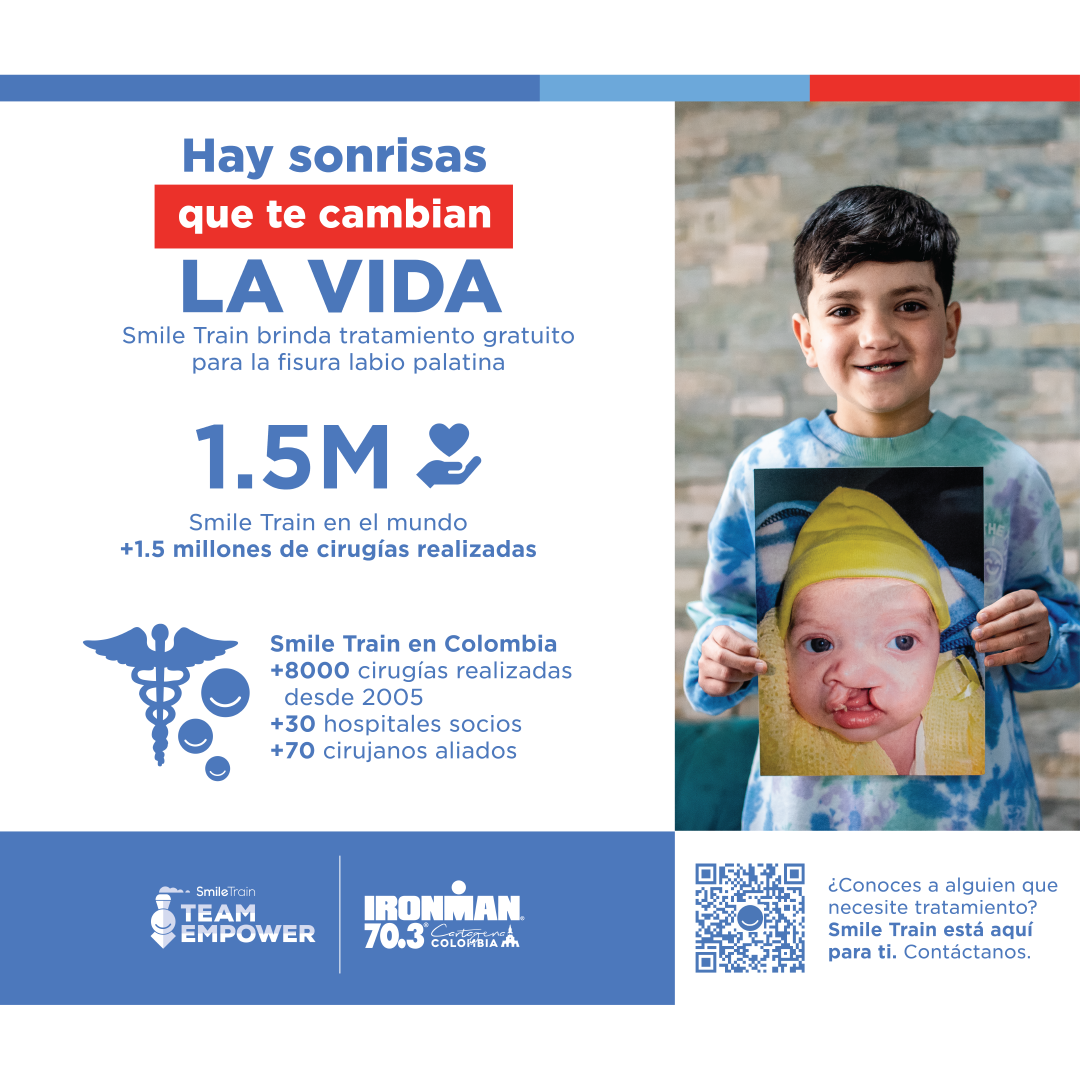 Hay sonrisas
que te cambian
LA VIDA
Smile Train brinda tratamiento gratuito
para la fisura labio palatina
1.5M
Smile Train en el mundo
+1.5 millones de cirugías realizadas
Smile Train en Colombia
+8000 cirugías realizadas
desde 2005
+30 hospitales socios
+70 cirujanos aliados
SmileTrain
TEAM
EMPOWER
IRONMAN®
70.3® Cartagena
COLOMBIA
¿Conoces a alguien que
necesite tratamiento?
Smile Train está aquí
para ti. Contáctanos.